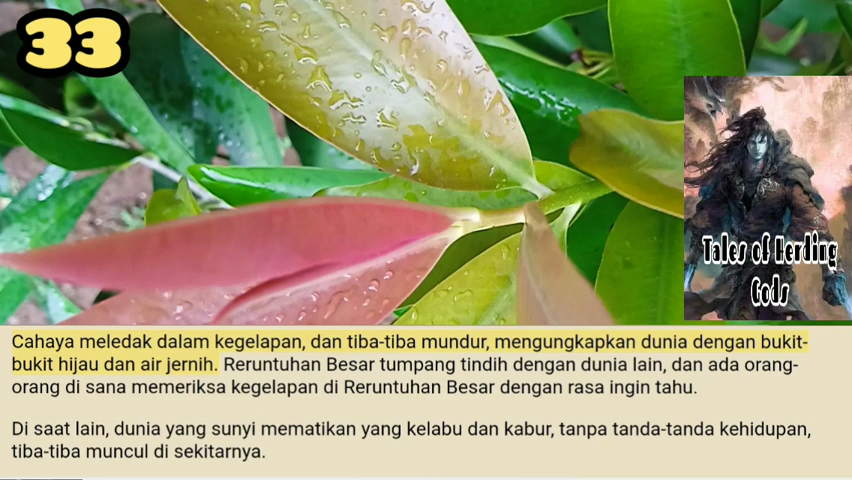 33
Tales of Herding
Gods
Cahaya meledak dalam kegelapan, dan tiba-tiba mundur, mengungkapkan dunia dengan bukit-
bukit hijau dan air jernih. Reruntuhan Besar tumpang tindih dengan dunia lain, dan ada orang-
orang di sana memeriksa kegelapan di Reruntuhan Besar dengan rasa ingin tahu.
Di saat lain, dunia yang sunyi mematikan yang kelabu dan kabur, tanpa tanda-tanda kehidupan,
tiba-tiba muncul di sekitarnya.